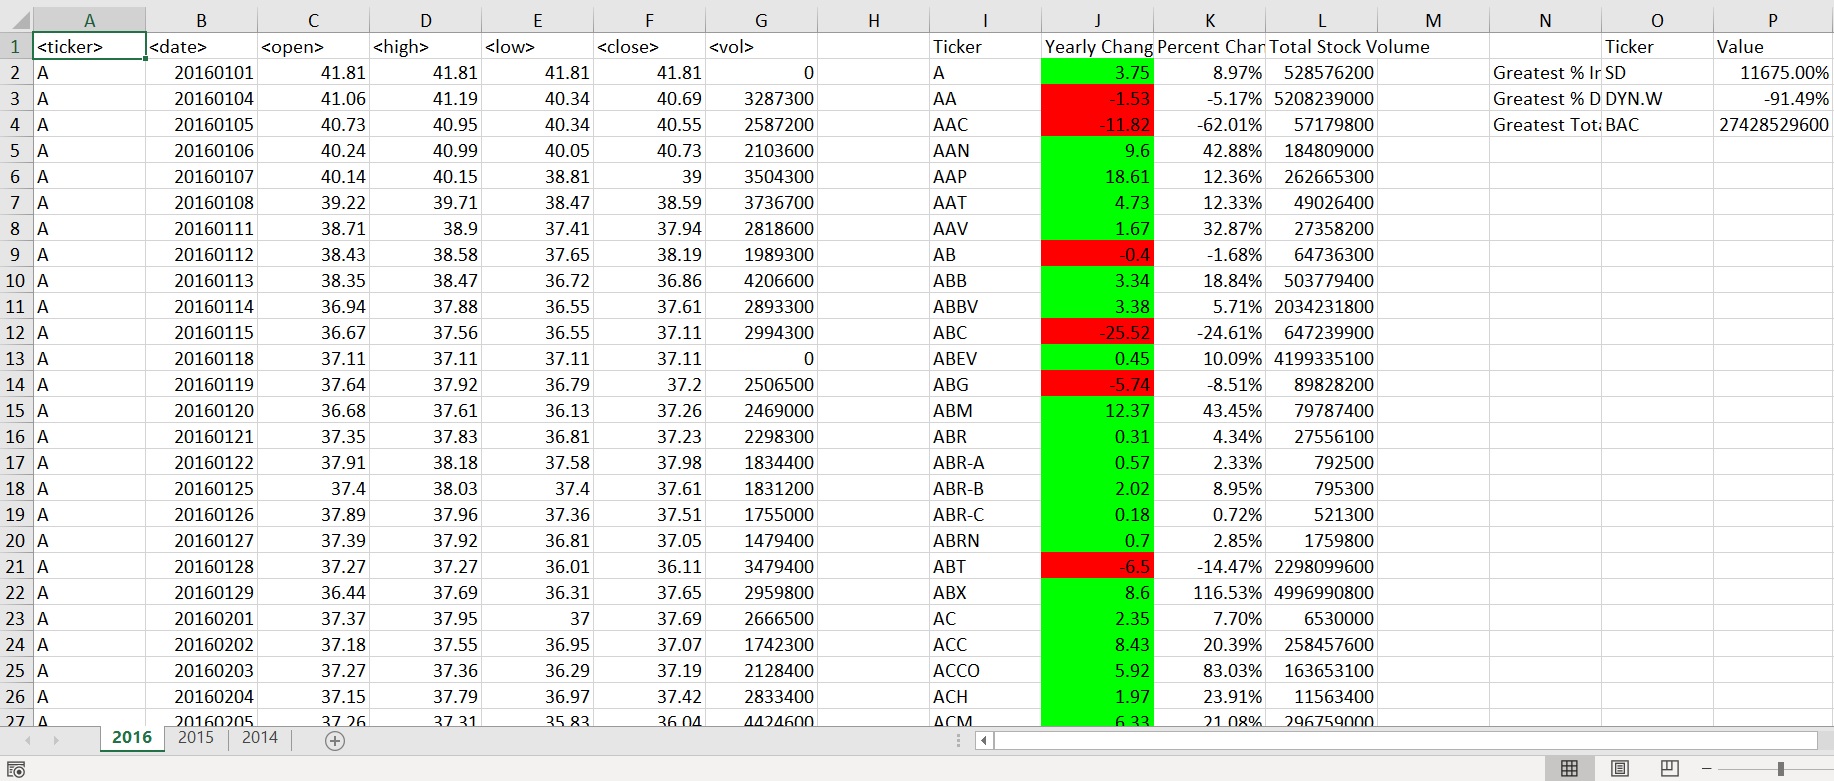 A B C D E F G H I J K L M N O P
1 <ticker> <date> <open> <high> <low> <close> <vol> Ticker Yearly Chang Percent Chan Total Stock Volume Ticker Value
2 A 20160101 41.81 41.81 41.81 41.81 0 A 3.75 8.97% 528576200 Greatest % In SD 11675.00%
3 A 20160104 41.06 41.19 40.34 40.69 3287300 AA -1.53 -5.17% 5208239000 Greatest % D DYN.W -91.49%
4 A 20160105 40.73 40.95 40.34 40.55 2587200 AAC -11.82 -62.01% 57179800 Greatest Tota BAC 27428529600
5 A 20160106 40.24 40.99 40.05 40.73 2103600 AAN 9.6 42.88% 184809000
6 A 20160107 40.14 40.15 38.81 39 3504300 AAP 18.61 12.36% 262665300
7 A 20160108 39.22 39.71 38.47 38.59 3736700 AAT 4.73 12.33% 49026400
8 A 20160111 38.71 38.9 37.41 37.94 2818600 AAV 1.67 32.87% 27358200
9 A 20160112 38.43 38.58 37.65 38.19 1989300 AB -0.4 -1.68% 64736300
10 A 20160113 38.35 38.47 36.72 36.86 4206600 ABB 3.34 18.84% 503779400
11 A 20160114 36.94 37.88 36.55 37.61 2893300 ABBV 3.38 5.71% 2034231800
12 A 20160115 36.67 37.56 36.55 37.11 2994300 ABC -25.52 -24.61% 647239900
13 A 20160118 37.11 37.11 37.11 37.11 0 ABEV 0.45 10.09% 4199335100
14 A 20160119 37.64 37.92 36.79 37.2 2506500 ABG -5.74 -8.51% 89828200
15 A 20160120 36.68 37.61 36.13 37.26 2469000 ABM 12.37 43.45% 79787400
16 A 20160121 37.35 37.83 36.81 37.23 2298300 ABR 0.31 4.34% 27556100
17 A 20160122 37.91 38.18 37.58 37.98 1834400 ABR-A 0.57 2.33% 792500
18 A 20160125 37.4 38.03 37.4 37.61 1831200 ABR-B 2.02 8.95% 795300
19 A 20160126 37.89 37.96 37.36 37.51 1755000 ABR-C 0.18 0.72% 521300
20 A 20160127 37.39 37.92 36.81 37.05 1479400 ABRN 0.7 2.85% 1759800
21 A 20160128 37.27 37.27 36.01 36.11 3479400 ABT -6.5 -14.47% 2298099600
22 A 20160129 36.44 37.69 36.31 37.65 2959800 ABX 8.6 116.53% 4996990800
23 A 20160201 37.37 37.95 37 37.69 2666500 AC 2.35 7.70% 6530000
24 A 20160202 37.18 37.55 36.95 37.07 1742300 ACC 8.43 20.39% 258457600
25 A 20160203 37.27 37.36 36.29 37.19 2128400 ACCO 5.92 83.03% 163653100
26 A 20160204 37.15 37.79 36.97 37.42 2833400 ACH 1.97 23.91% 11563400
27 A 20160205 37.26 37.31 35.83 36.04 4424600 ACM 6.33 21.08% 296759000
2016 2015 2014